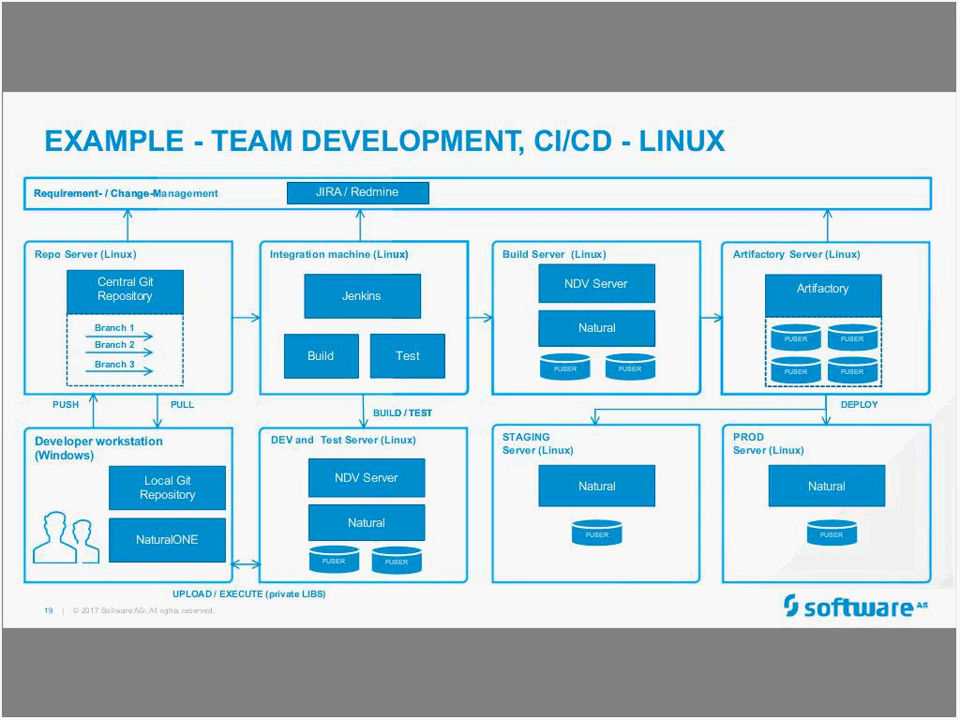 EXAMPLE - TEAM DEVELOPMENT, CI/CD - LINUX
Requirement- / Change-Management
JIRA / Redmine
Repo Server (Linux)
Central Git
Repository
Branch 1
Branch 2
Branch 3
Integration machine (Linux)
Jenkins
Build
Test
Build Server (Linux)
NDV Server
Natural
FUSER
FUSER
Artifactory Server (Linux)
Artifactory
FUSER
FUSER
FUSER
FUSER
PUSH
PULL
BUILD / TEST
DEPLOY
Developer workstation
(Windows)
Local Git
Repository
NaturalONE
DEV and Test Server (Linux)
NDV Server
Natural
FUSER
FUSER
STAGING
Server (Linux)
Natural
FUSER
PROD
Server (Linux)
Natural
FUSER
UPLOAD / EXECUTE (private LIBS)
19 | © 2017 Software AG. All rights reserved.
software AG